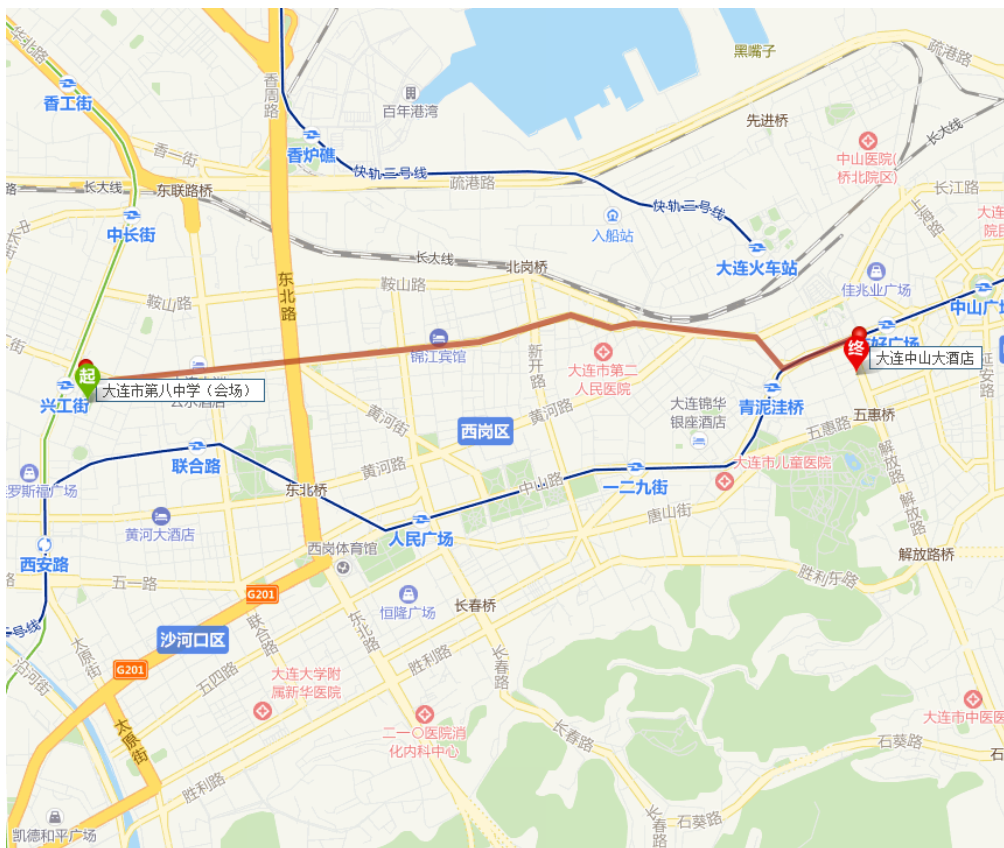 华北路
香工街
香周路
香一街
东联路桥
长大线
中长街
鞍山路
香炉礁
百年港湾
快轨三号线
疏港路
快轨三号线
入船站
大连火车站
黑嘴子
先进桥
疏港路
长大线
中山医院(
桥北院区)
长江路
上海路
佳兆业广场
中山广场
长大线
北岗桥
鞍山路
东北路
锦江宾馆
新开路
大连市第二
人民医院
起
大连市第八中学（会场）
兴工街
终
大连中山大酒店
延安路
青泥洼桥
大连锦华
银座酒店
五惠路
五惠桥
解放路
解放路
黄河街
黄河路
西岗区
黄河路
联合路
罗斯福广场
黄河大酒店
东北桥
中山路
一二九街
大连市儿童医院
唐山街
西安路
五一路
西岗体育馆
人民广场
恒隆广场
长春桥
胜利东路
解放路桥
G201
沙河口区
G201
太原街
联合路
东北路
五四路
胜利路
长春路
大连大学附
属新华医院
二一〇医院消
化内科中心
太原街
胜利路
长春路
长春路
石葵路
石葵路
大连市中医医
凯德和平广场